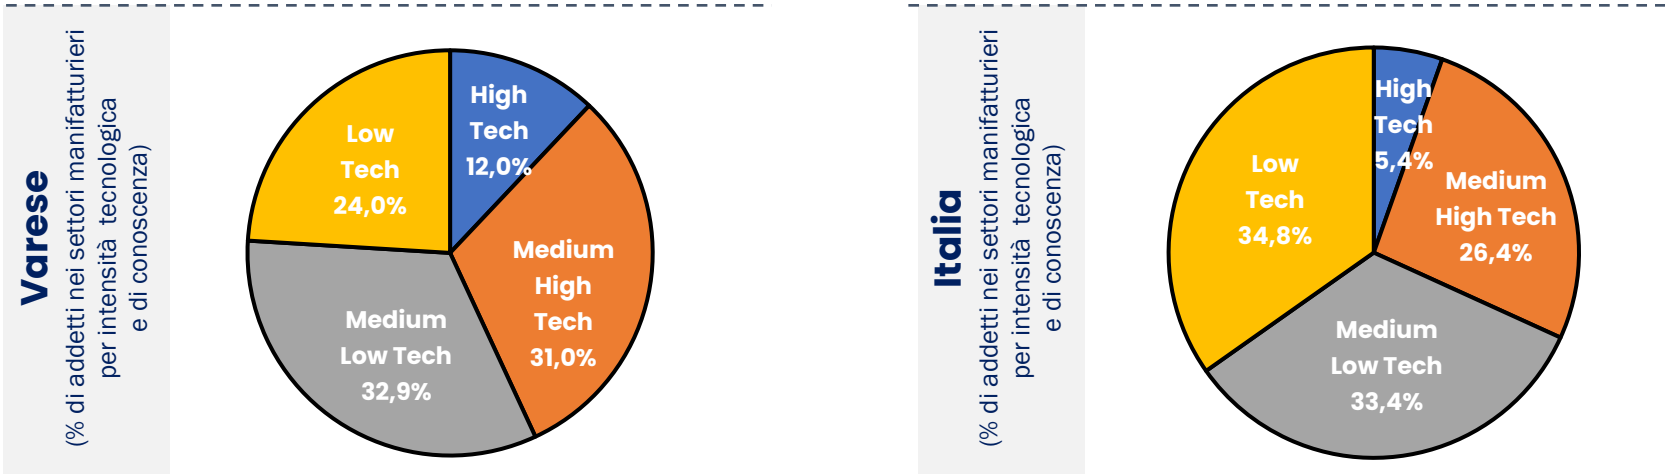 Varese
(% di addetti nei settori manifatturieri
per intensità tecnologica
e di conoscenza)
High
Tech
12,0%
Medium
High
Tech
31,0%
Medium
Low Tech
32,9%
Low
Tech
24,0%
Italia
(% di addetti nei settori manifatturieri
per intensità tecnologica
e di conoscenza)
High
Tech
5,4%
Medium
High Tech
26,4%
Medium
Low Tech
33,4%
Low
Tech
34,8%